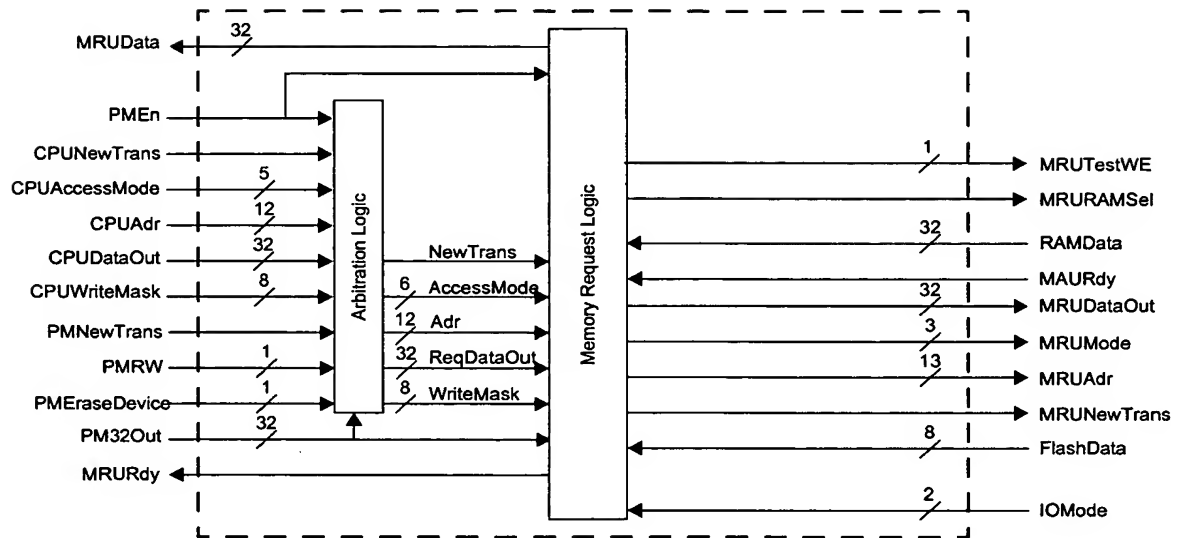 MRUData
32
PMEn
CPUNewTrans
CPUAccessMode
5
CPUAdr
12
CPUDataOut
32
CPUWriteMask
8
PMNewTrans
PMRW
1
PMEraseDevice
1
PM32Out
32
MRURdy
Arbitration Logic
NewTrans
6
AccessMode
12
Adr
32
ReqDataOut
8
WriteMask
Memory Request Logic
1
MRUTestWE
MRURAMSel
32
RAMData
MAURdy
32
MRUDataOut
3
MRUMode
13
MRUAdr
MRUNewTrans
8
FlashData
2
IOMode